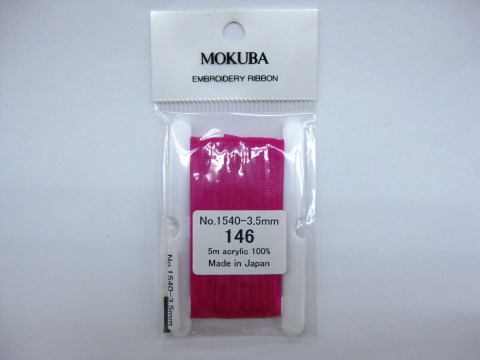 MOKUBA
EMBROIDERY RIBBON
No.1540-3.5mm
146
5m acrylic 100%
Made in Japan
No.1540-3.5mm